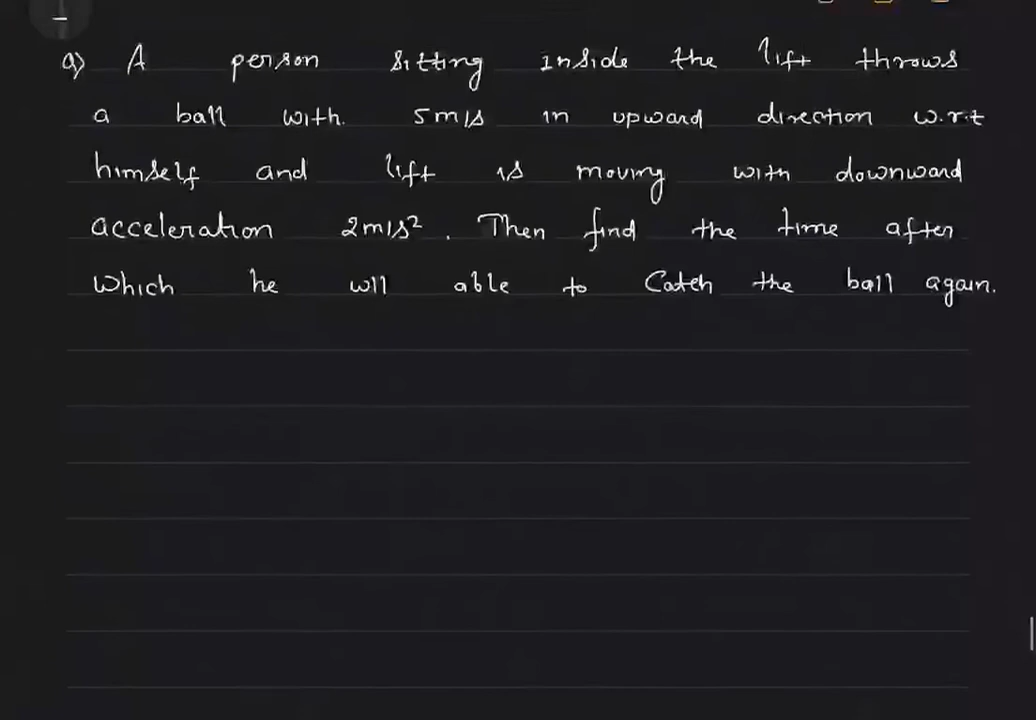 q) A person sitting inside the lift throws
a ball with 5m/s in upward direction w.r.t
himself and lift is moving with downward
acceleration 2m/s². Then find the time after
which he will able to catch the ball again.